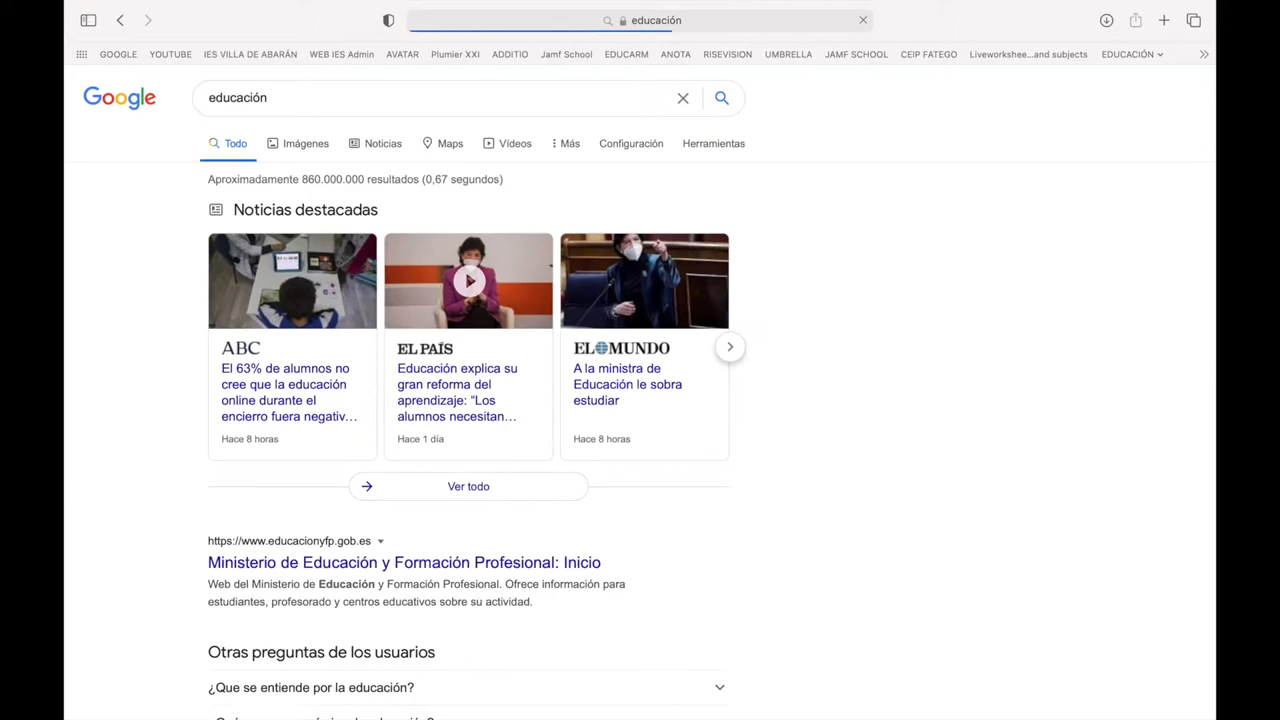 educación
GOOGLE YOUTUBE IES VILLA DE ABARÁN WEB IES Admin AVATAR Plumier XXI ADDITIO Jamf School EDUCARM ANOTA RISEVISION UMBRELLA JAMF SCHOOL CEIP FATEGO Liveworkshee...and subjects EDUCACIÓN
Google educación
Todo Imágenes Noticias Maps Vídeos Más Configuración Herramientas
Aproximadamente 860.000.000 resultados (0,67 segundos)
Noticias destacadas
ABC
El 63% de alumnos no
cree que la educación
online durante el
encierro fuera negativ…
Hace 8 horas
EL PAÍS
Educación explica su
gran reforma del
aprendizaje: “Los
alumnos necesitan…
Hace 1 día
EL MUNDO
A la ministra de
Educación le sobra
estudiar
Hace 8 horas
Ver todo
https://www.educacionyfp.gob.es
Ministerio de Educación y Formación Profesional: Inicio
Web del Ministerio de Educación y Formación Profesional. Ofrece información para
estudiantes, profesorado y centros educativos sobre su actividad.
Otras preguntas de los usuarios
¿Que se entiende por la educación?